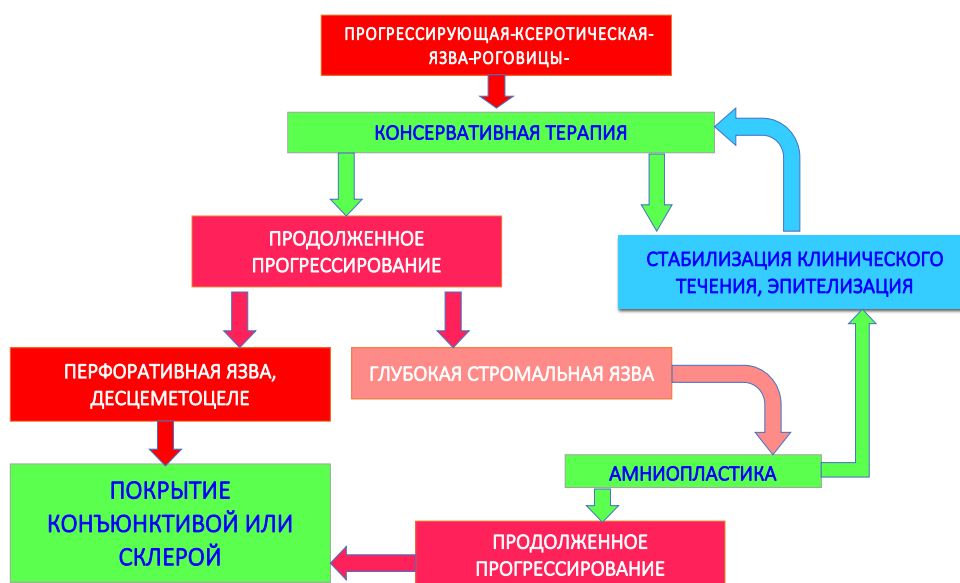 ПРОГРЕССИРУЮЩАЯ-КСЕРОТИЧЕСКАЯ-
ЯЗВА-РОГОВИЦЫ-
КОНСЕРВАТИВНАЯ ТЕРАПИЯ
ПРОДОЛЖЕННОЕ
ПРОГРЕССИРОВАНИЕ
СТАБИЛИЗАЦИЯ КЛИНИЧЕСКОГО
ТЕЧЕНИЯ, ЭПИТЕЛИЗАЦИЯ
ПЕРФОРАТИВНАЯ ЯЗВА,
ДЕСЦЕМЕТОЦЕЛЕ
ГЛУБОКАЯ СТРОМАЛЬНАЯ ЯЗВА
АМНИОПЛАСТИКА
ПОКРЫТИЕ
КОНЪЮНКТИВОЙ ИЛИ
СКЛЕРОЙ
ПРОДОЛЖЕННОЕ
ПРОГРЕССИРОВАНИЕ